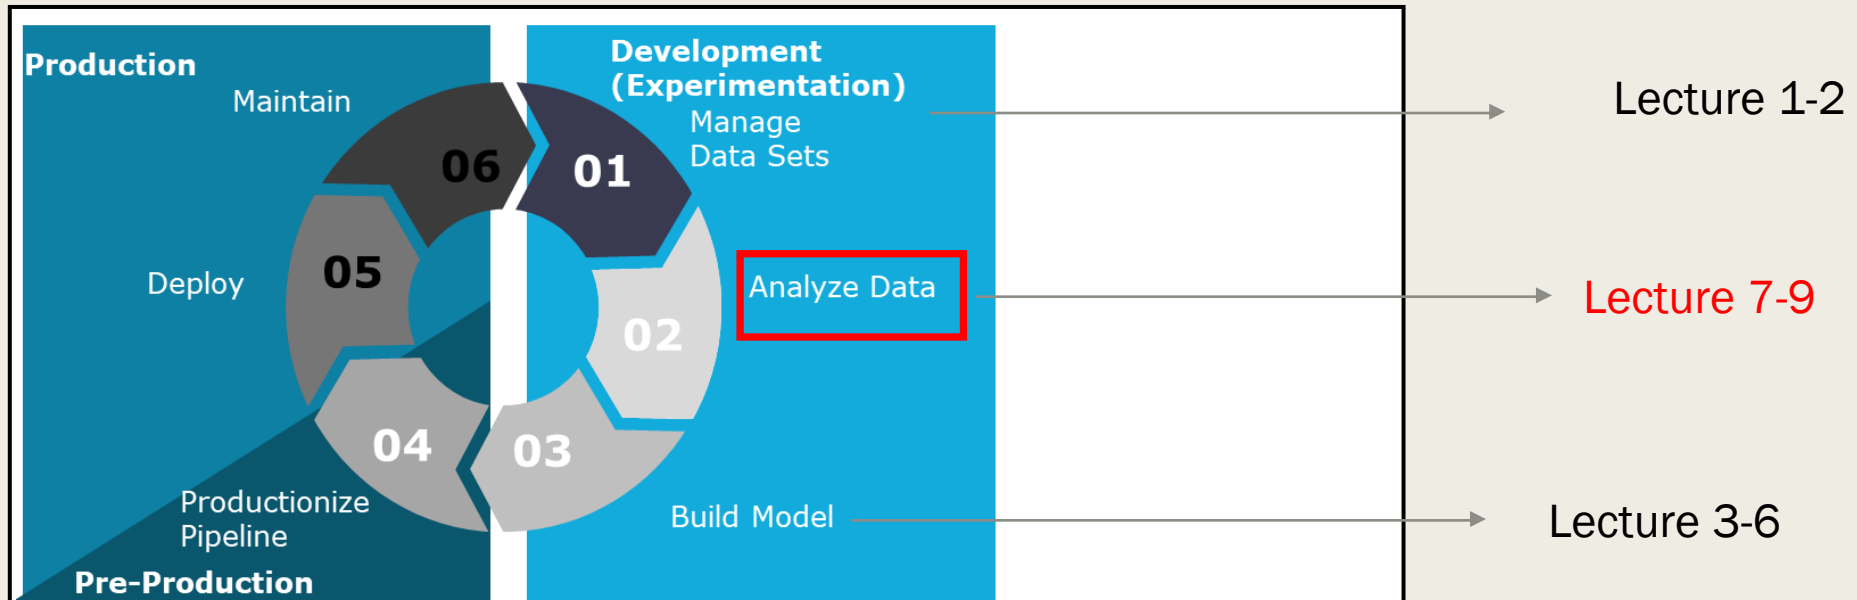 Production
Maintain
Deploy
Productionize
Pipeline
Pre-Production
06
05
04
Development
(Experimentation)
Manage
Data Sets
01
Analyze Data
02
03
Build Model
Lecture 1-2
Lecture 7-9
Lecture 3-6